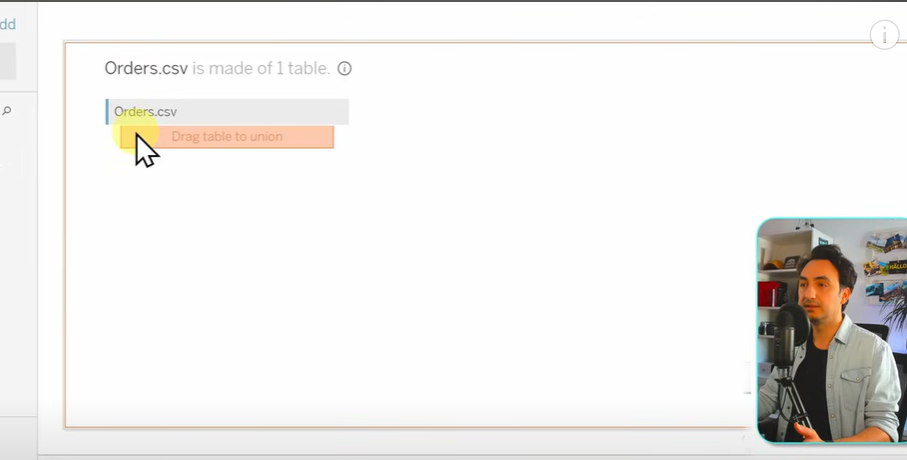 dd
Orders.csv is made of 1 table.
Orders.csv
Drag table to union